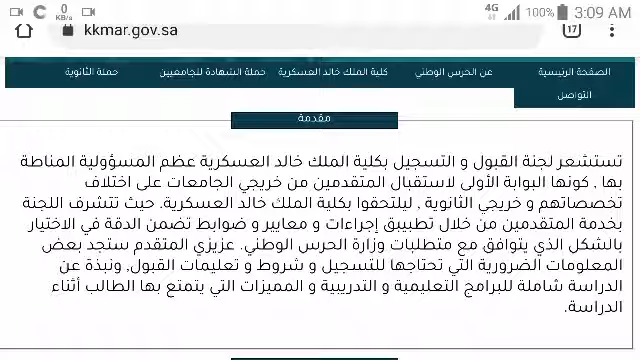 0
KB/s
4G
100%
3:09 AM
kkmar.gov.sa
17
الصفحة الرئيسية
عن الحرس الوطني
كلية الملك خالد العسكرية
حملة الشهادة للجامعيين
حملة الثانوية
التواصل
مقدمة
تستشعر لجنة القبول و التسجيل بكلية الملك خالد العسكرية عظم المسؤولية المناطة
بها , كونها البوابة الأولى لاستقبال المتقدمين من خريجي الجامعات على اختلاف
تخصصاتهم و خريجي الثانوية , ليلتحقوا بكلية الملك خالد العسكرية. حيث تتشرف اللجنة
بخدمة المتقدمين من خلال تطبييق إجراءات و معايير و ضوابط تضمن الدقة في الاختيار
بالشكل الذي يتوافق مع متطلبات وزارة الحرس الوطني. عزيزي المتقدم ستجد بعض
المعلومات الضرورية التي تحتاجها للتسجيل و شروط و تعليمات القبول, ونبذة عن
الدراسة شاملة للبرامج التعليمية و التدريبية و المميزات التي يتمتع بها الطالب أثناء
الدراسة.